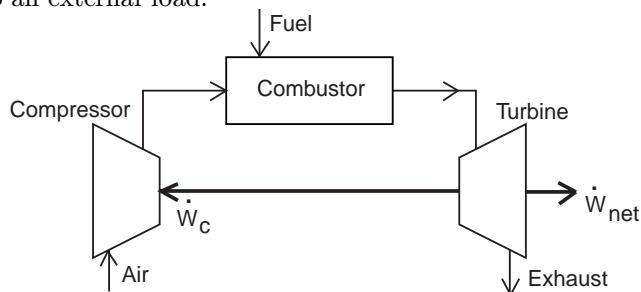 an external load.
Fuel
Combustor
Compressor
Turbine
Ẇc
Ẇnet
Air
Exhaust